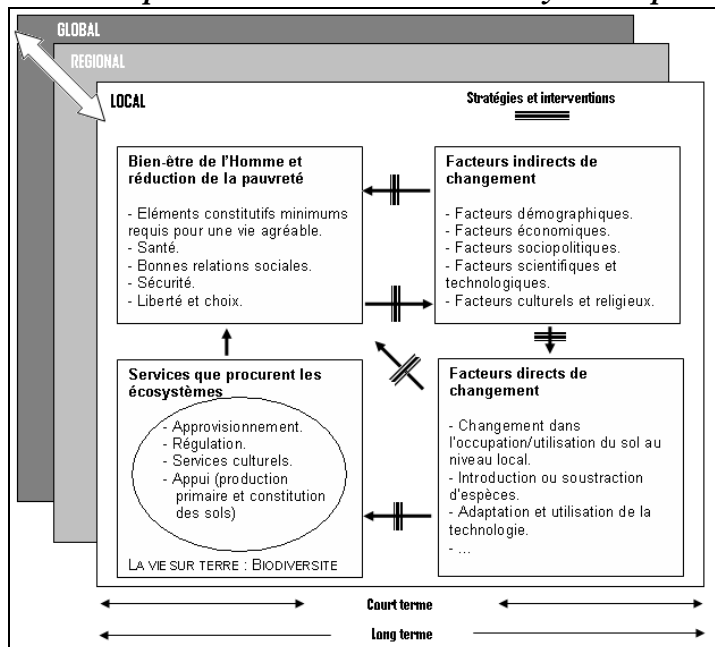 GLOBAL
REGIONAL
LOCAL
Stratégies et interventions
Bien-être de l'Homme et
réduction de la pauvreté
- Eléments constitutifs minimums
requis pour une vie agréable.
- Santé.
- Bonnes relations sociales.
- Sécurité.
- Liberté et choix.
Facteurs indirects de
changement
- Facteurs démographiques.
- Facteurs économiques.
- Facteurs sociopolitiques.
- Facteurs scientifiques et
technologiques.
- Facteurs culturels et religieux.
Services que procurent les
écosystèmes
- Approvisionnement.
- Régulation.
- Services culturels.
- Appui (production
primaire et constitution
des sols)
LA VIE SUR TERRE : BIODIVERSITE
Facteurs directs de
changement
- Changement dans
l'occupation/utilisation du sol au
niveau local.
- Introduction ou soustraction
d'espèces.
- Adaptation et utilisation de la
technologie.
- ...
Court terme
Long terme